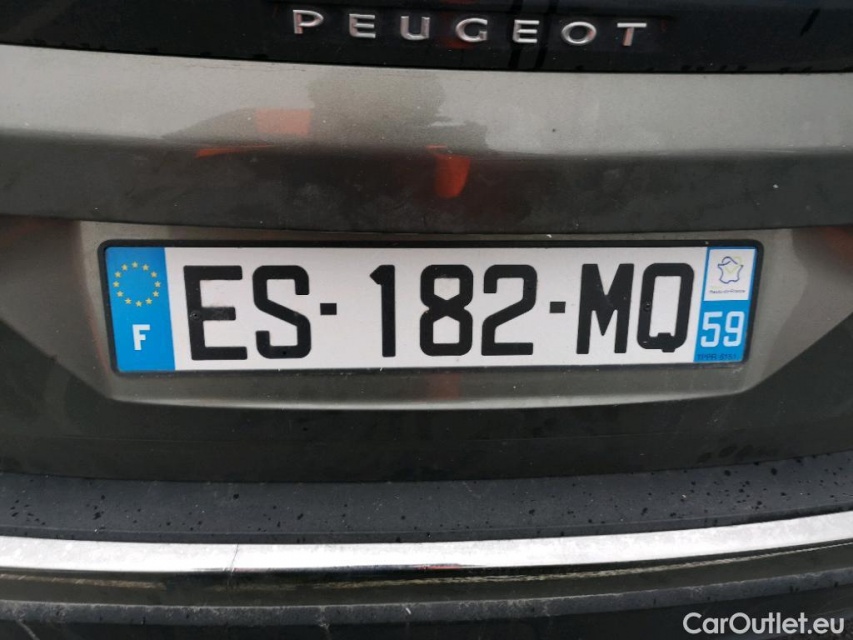 PEUGEOT
F ES-182-MQ 59
CarOutlet.eu